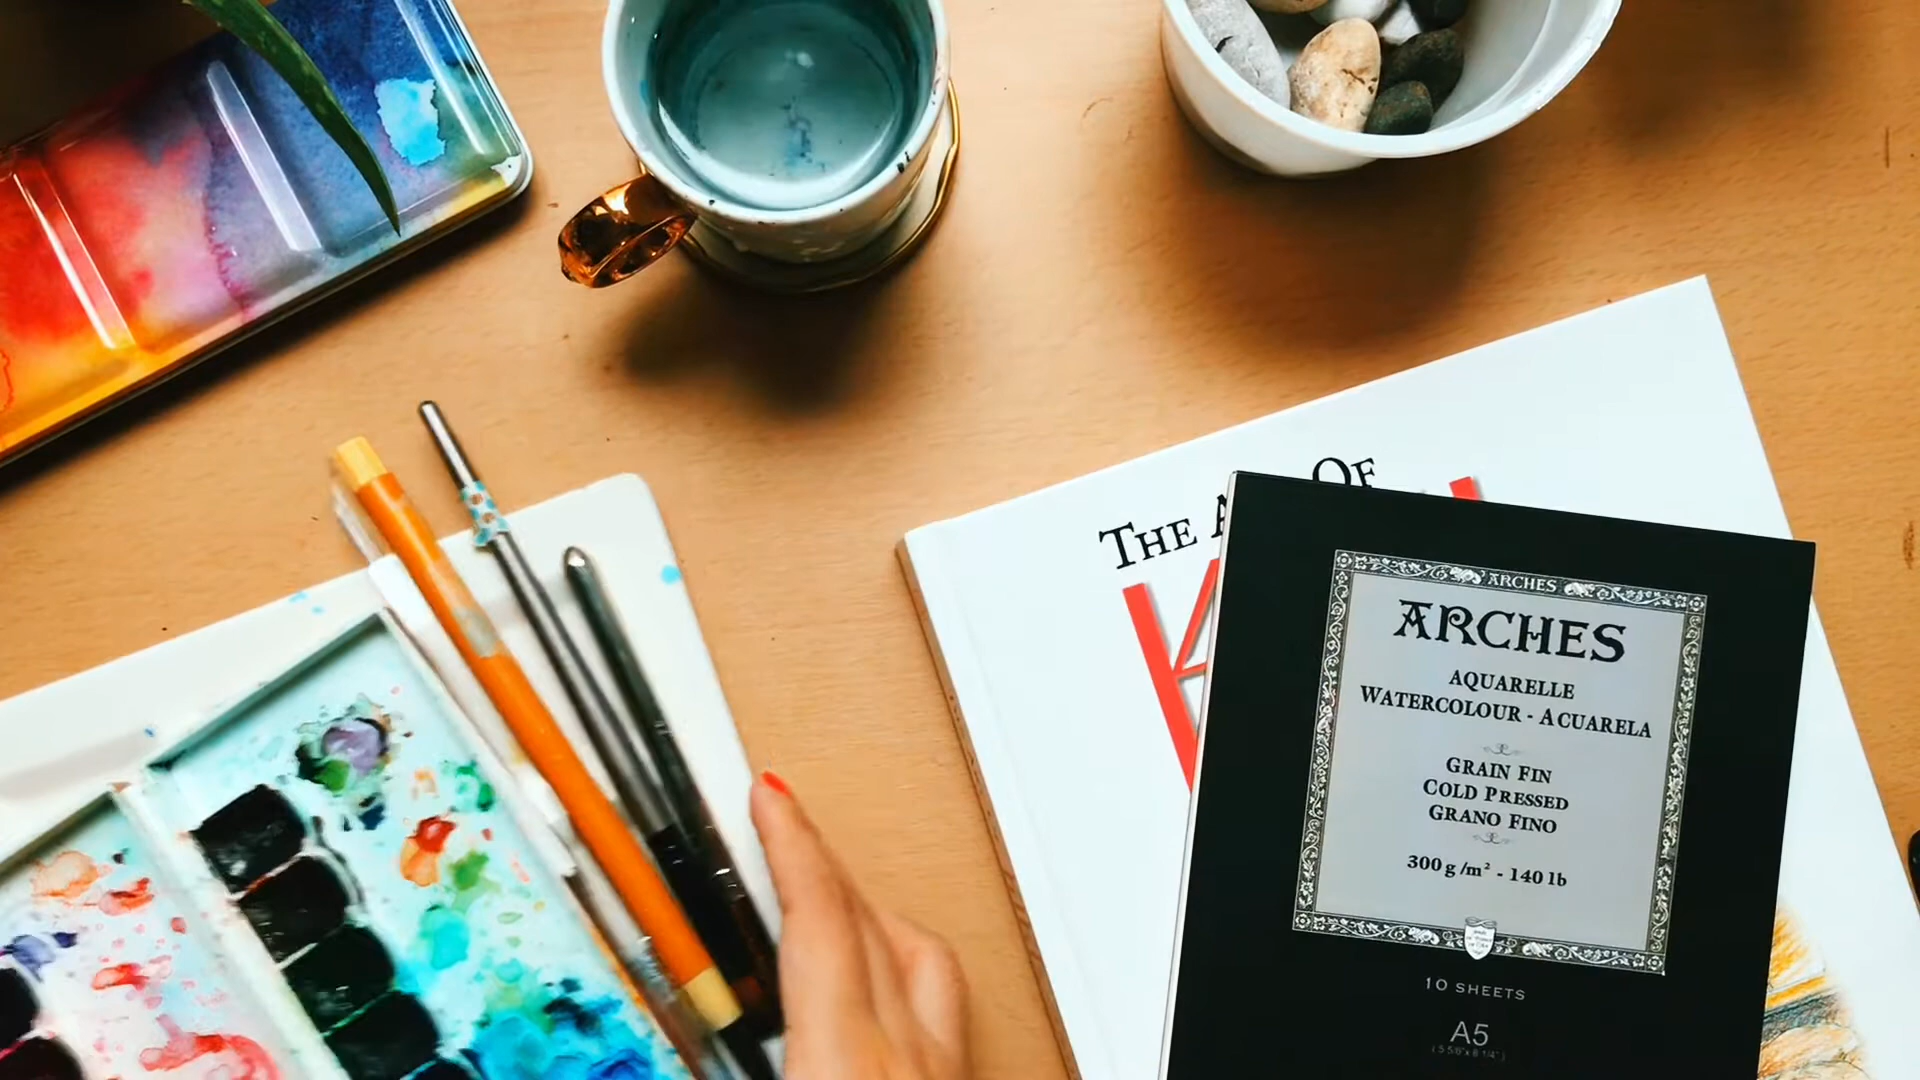 THE
OF
ARCHES
ARCHES
AQUARELLE
WATERCOLOUR - ACUARELA
GRAIN FIN
COLD PRESSED
GRANO FINO
300 g /m² - 140 lb
10 SHEETS
A5